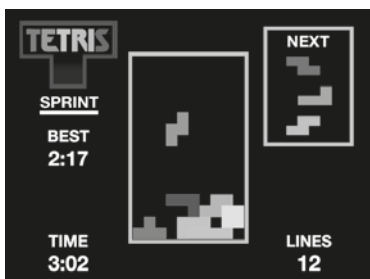 TETRIS
SPRINT
BEST
2:17
TIME
3:02
NEXT
LINES
12